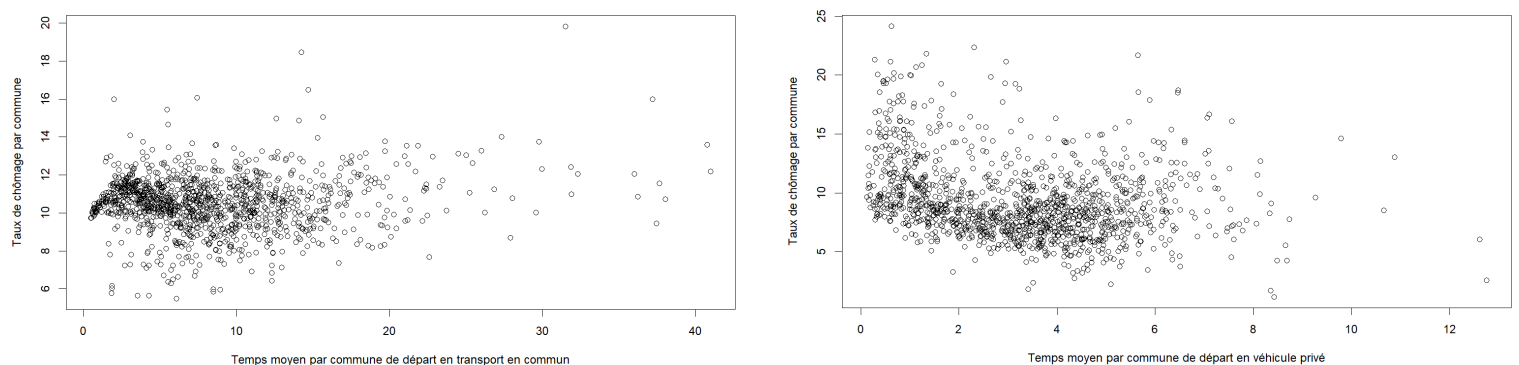 20
18
16
14
12
10
8
6
Taux de chômage par commune
0 10 20 30 40
Temps moyen par commune de départ en transport en commun
25
20
15
10
5
Taux de chômage par commune
0 2 4 6 8 10 12
Temps moyen par commune de départ en véhicule privé